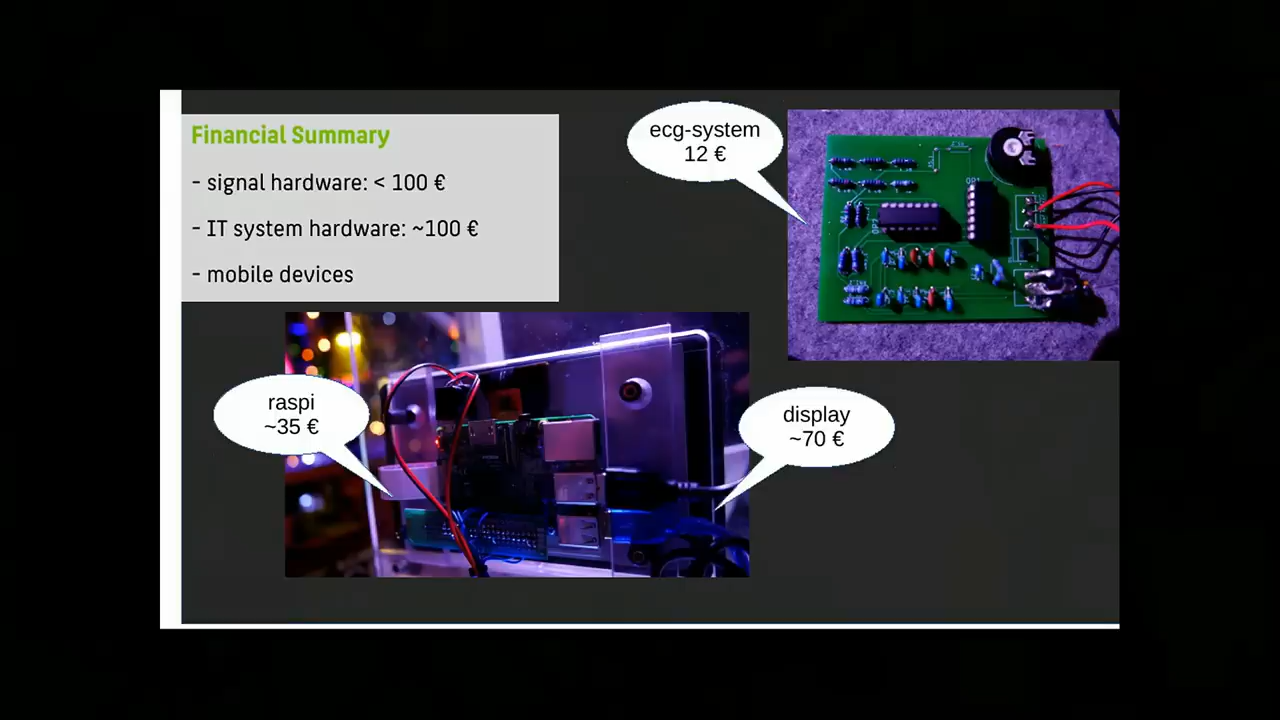 Financial Summary
- signal hardware: < 100 €
- IT system hardware: ~100 €
- mobile devices
ecg-system
12 €
raspi
~35 €
display
~70 €